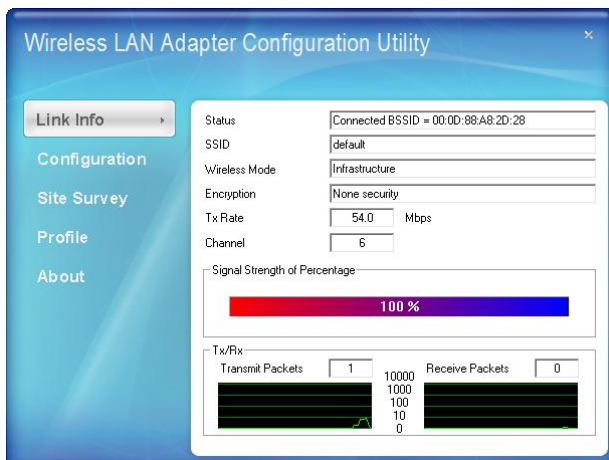 Wireless LAN Adapter Configuration Utility
×
Link Info
Configuration
Site Survey
Profile
About
Status Connected BSSID = 00:0D:88:A8:2D:28
SSID default
Wireless Mode Infrastructure
Encryption None security
Tx Rate 54.0 Mbps
Channel 6
Signal Strength of Percentage
100 %
Tx/Rx
Transmit Packets 1
Receive Packets 0
10000
1000
100
10
0